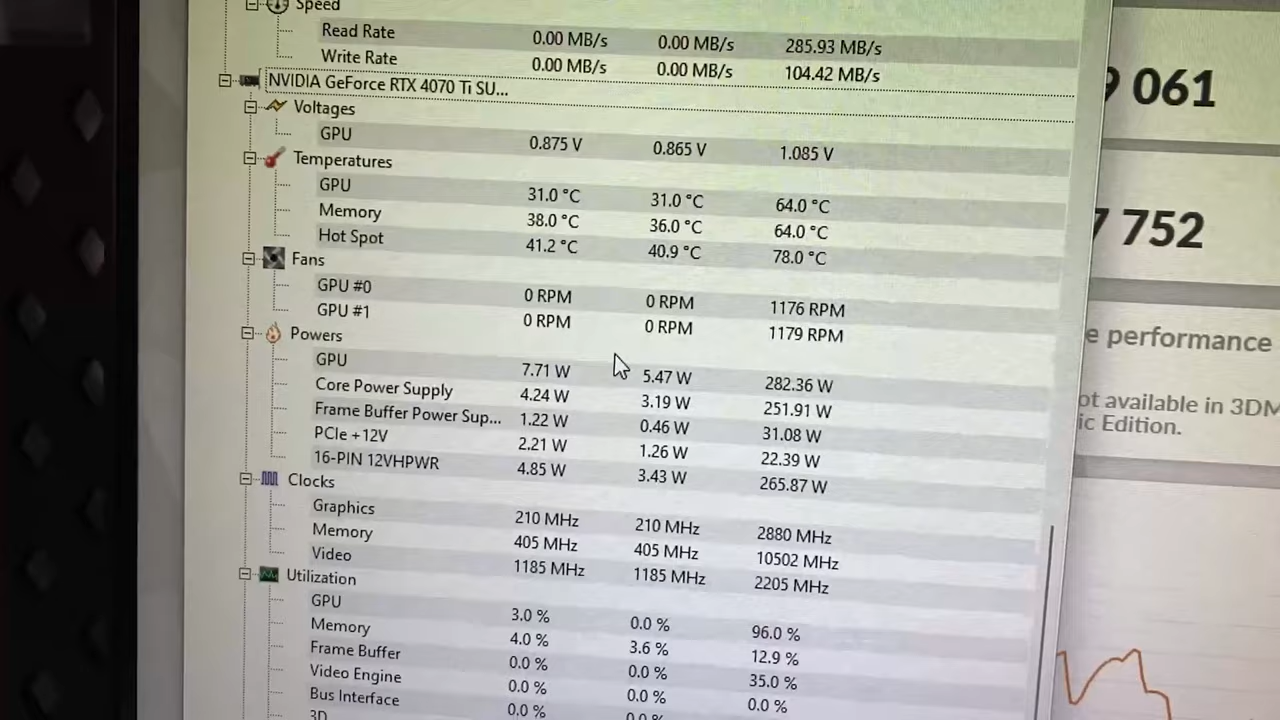 Speed
Read Rate 0.00 MB/s 0.00 MB/s 285.93 MB/s
Write Rate 0.00 MB/s 0.00 MB/s 104.42 MB/s
NVIDIA GeForce RTX 4070 Ti SU...
Voltages
GPU 0.875 V 0.865 V 1.085 V
Temperatures
GPU 31.0 °C 31.0 °C 64.0 °C
Memory 38.0 °C 36.0 °C 64.0 °C
Hot Spot 41.2 °C 40.9 °C 78.0 °C
Fans
GPU #0 0 RPM 0 RPM 1176 RPM
GPU #1 0 RPM 0 RPM 1179 RPM
Powers
GPU 7.71 W 5.47 W 282.36 W
Core Power Supply 4.24 W 3.19 W 251.91 W
Frame Buffer Power Sup... 1.22 W 0.46 W 31.08 W
PCIe +12V 2.21 W 1.26 W 22.39 W
16-PIN 12VHPWR 4.85 W 3.43 W 265.87 W
Clocks
Graphics 210 MHz 210 MHz 2880 MHz
Memory 405 MHz 405 MHz 10502 MHz
Video 1185 MHz 1185 MHz 2205 MHz
Utilization
GPU 3.0 % 0.0 % 96.0 %
Memory 4.0 % 3.6 % 12.9 %
Frame Buffer 0.0 % 0.0 % 35.0 %
Video Engine 0.0 % 0.0 % 0.0 %
Bus Interface 0.0 % 0.0 %
3D
061
752
performance
available in 3DM
Edition.